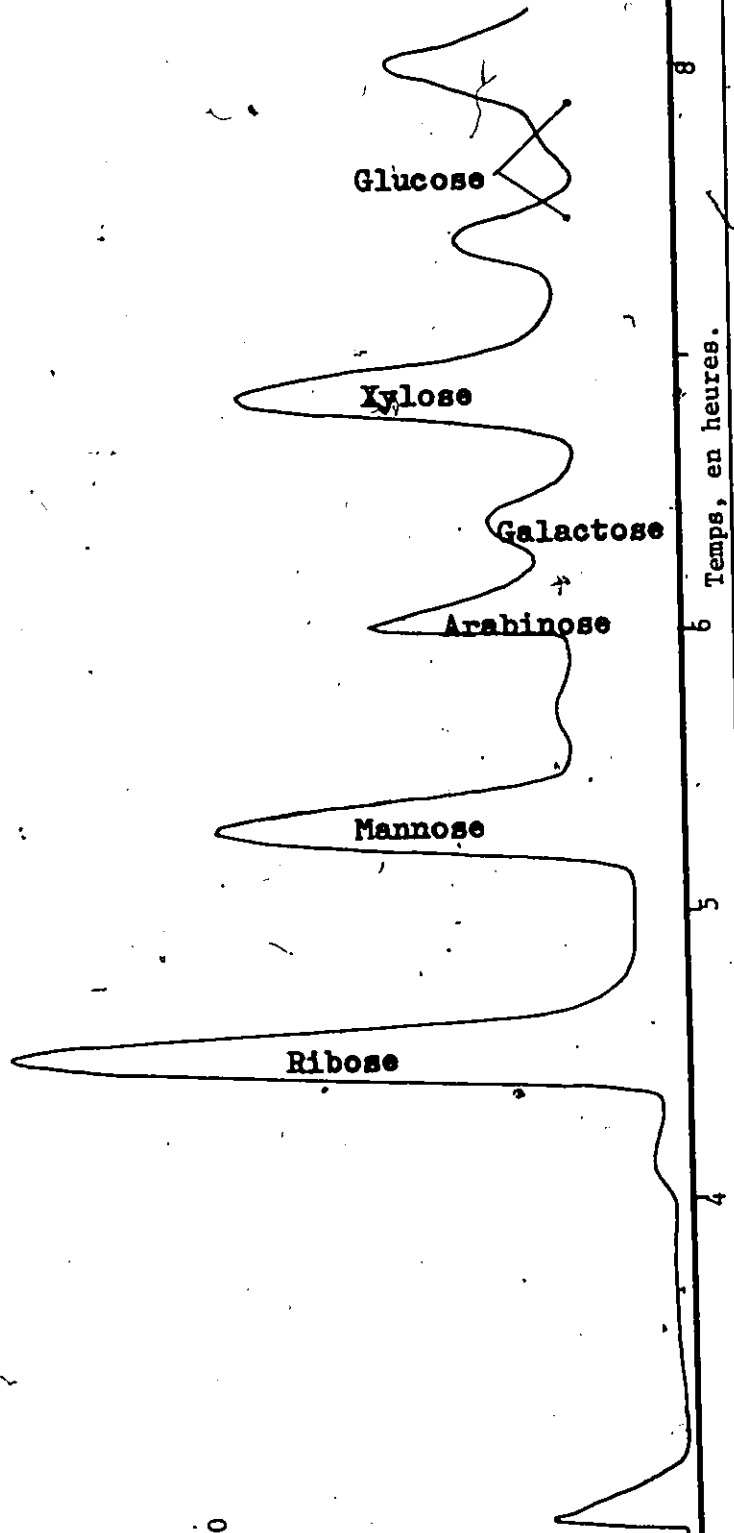 8
Glucose
Xylose
Galactose
Temps, en heures.
Arabinose
6
Mannose
5
Ribose
4
0